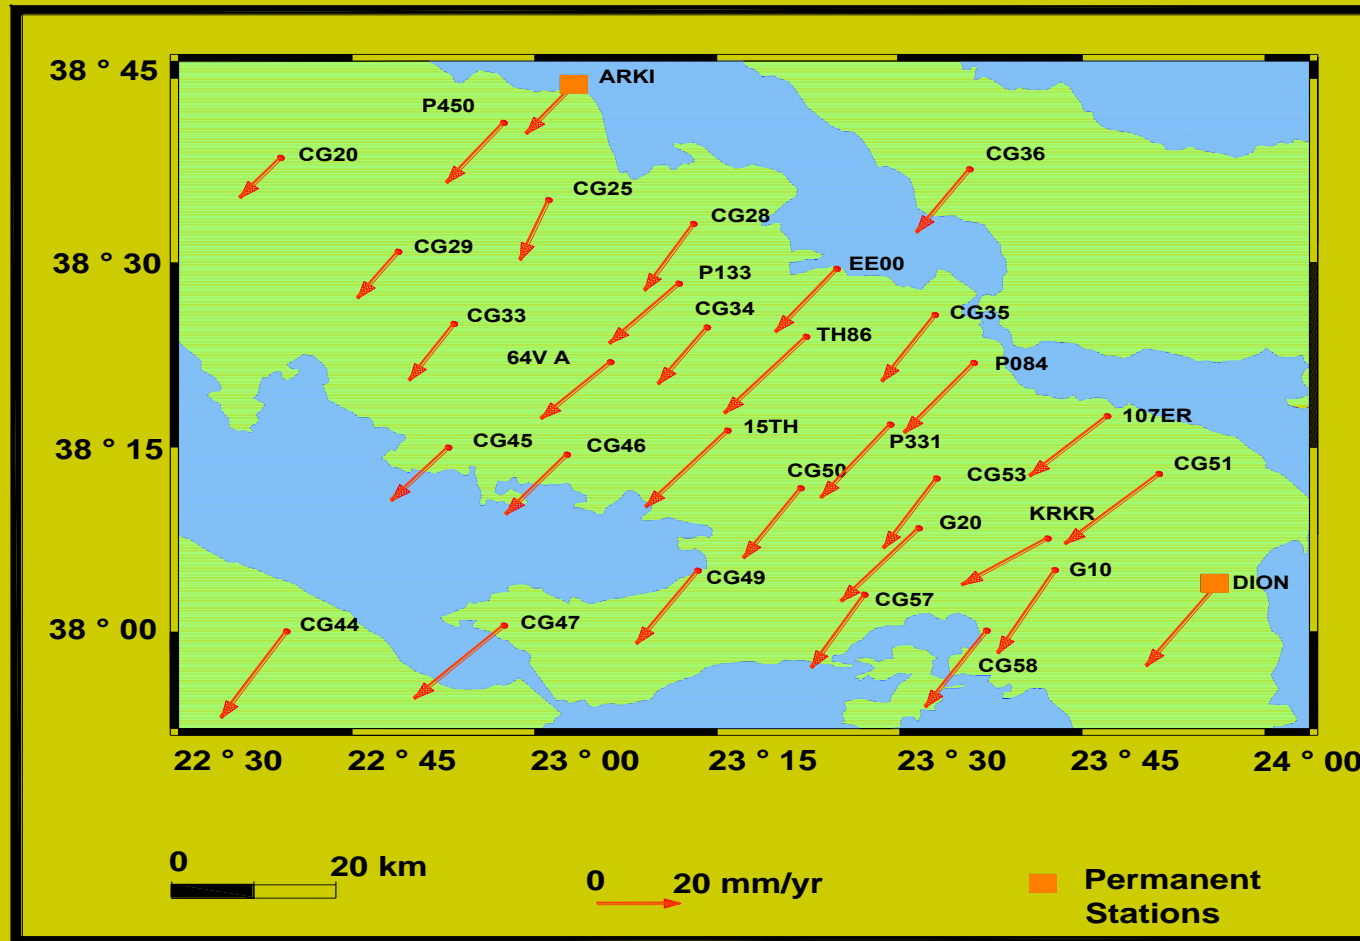 38 ° 45
ARKI
P450
CG20
CG36
CG25
CG28
CG29
EE00
38 ° 30
P133
CG34
CG35
CG33
TH86
64V A
P084
107ER
15TH
P331
CG45
CG46
38 ° 15
CG50
CG53
CG51
KRKR
G20
G10
CG49
DION
CG57
CG44
CG47
38 ° 00
CG58
22 ° 30
22 ° 45
23 ° 00
23 ° 15
23 ° 30
23 ° 45
24 ° 00
0
20 km
0
20 mm/yr
Permanent
Stations